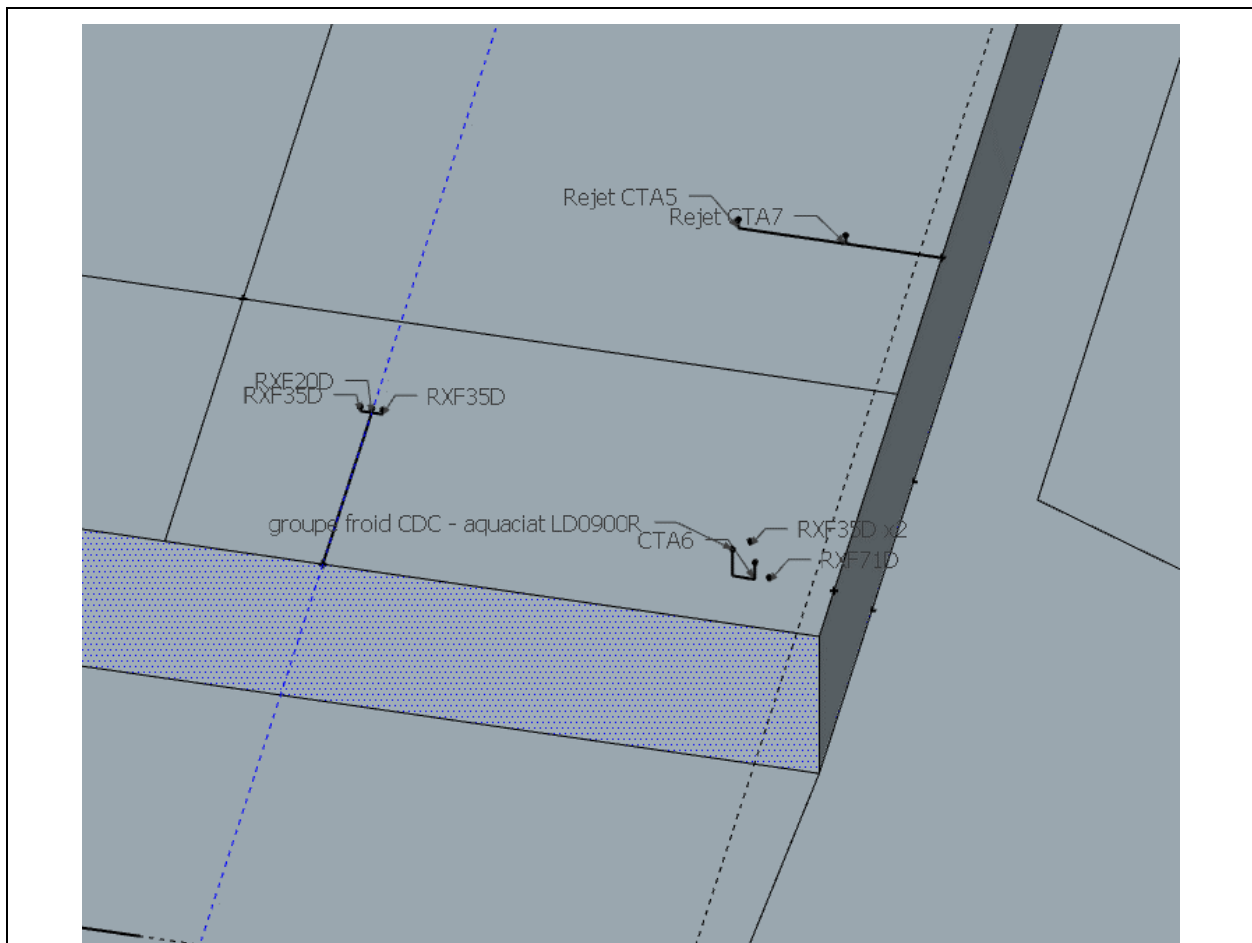 Rejet CTA5
Rejet CTA7
RXF20D
RXF35D
RXF35D
groupe froid CDC - aquaciat LD0900R
CTA6
RXF35D x2
RXF71D